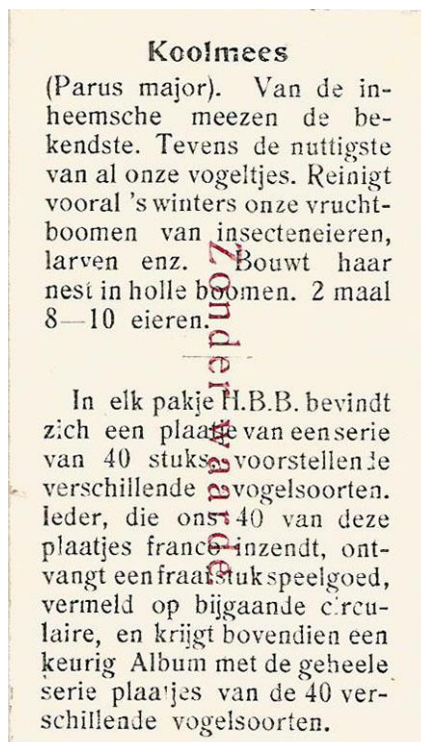 Koolmees
(Parus major). Van de in-
heemsche meezen de be-
kendste. Tevens de nuttigste
van al onze vogeltjes. Reinigt
vooral 's winters onze vrucht-
boomen van insecteneieren,
larven enz. Bouwt haar
nest in holle boomen. 2 maal
8—10 eieren.
In elk pakje H.B.B. bevindt
zich een plaatje van een serie
van 40 stuks voorstellende
verschillende vogelsoorten.
Ieder, die ons 40 van deze
plaatjes franco inzendt, ont-
vangt een fraai stuk speelgoed,
vermeld op bijgaande circu-
laire, en krijgt bovendien een
keurig Album met de geheele
serie plaatjes van de 40 ver-
schillende vogelsoorten.
Zonder waarde.